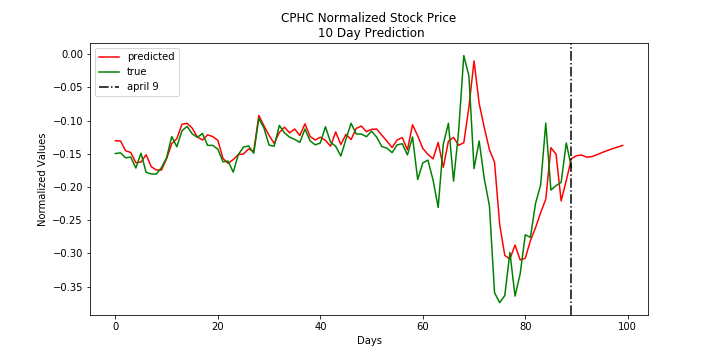 CPHC Normalized Stock Price
10 Day Prediction
predicted
true
april 9
Normalized Values
0.00
−0.05
−0.10
−0.15
−0.20
−0.25
−0.30
−0.35
0
20
40
60
80
100
Days